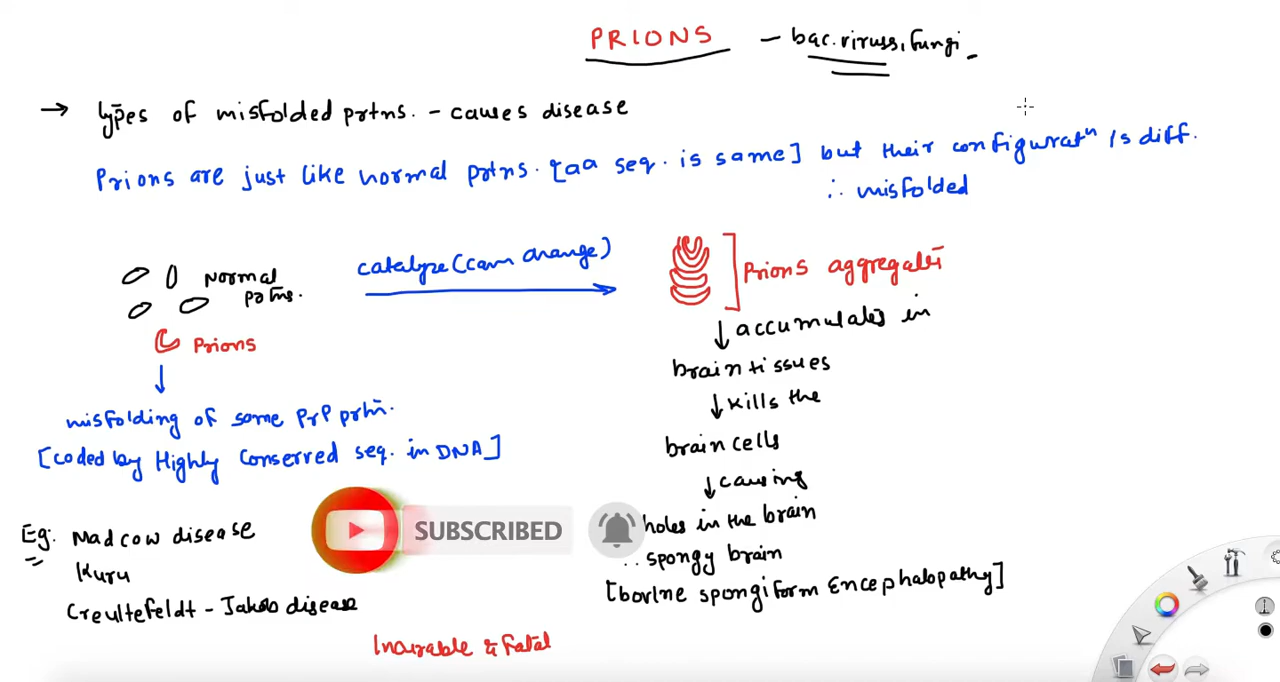 PRIONS - bac. viruss, fungi
→ Types of misfolded prtns. - causes disease
Prions are just like normal prtns. [aa seq. is same] but their configuratⁿ is diff.
∴ misfolded
Normal prtns.
Prions
catalyze (can change)
Prions aggregates
↓ accumulates in
brain tissues
↓ kills the
brain cells
↓ causing
holes in the brain
∴ spongy brain
[bovine spongiform Encephalopathy]
↓
misfolding of some PrP prtn.
[coded by Highly conserved seq. in DNA]
SUBSCRIBED
Eg: Mad cow disease
Kuru
Creultefeldt - Jakob disease
Incurable & Fatal